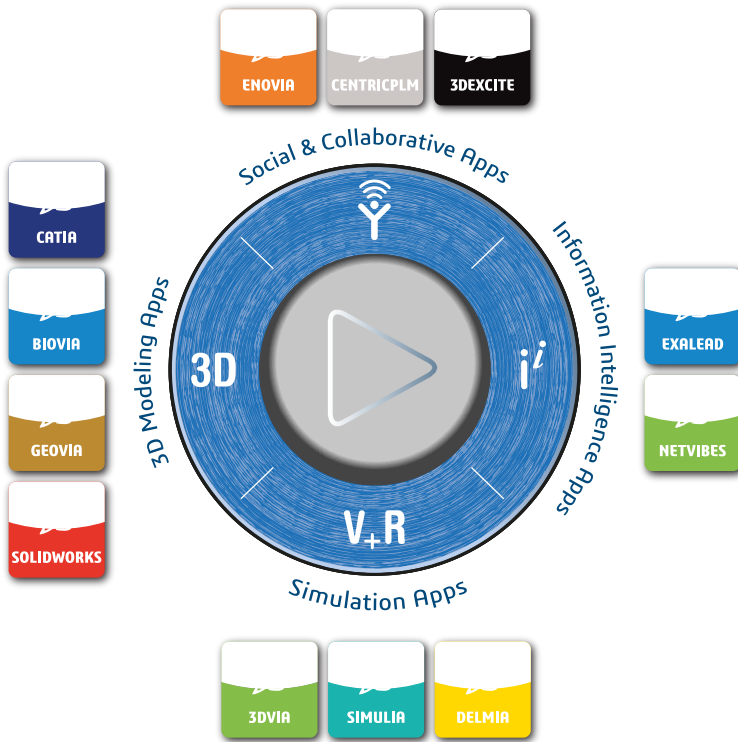 ENOVIA
CENTRICPLM
3DEXCITE
Social & Collaborative Apps
CATIA
BIOVIA
GEOVIA
SOLIDWORKS
3D Modeling Apps
3D
i i
Information Intelligence Apps
EXALEAD
NETVIBES
V+R
Simulation Apps
3DVIA
SIMULIA
DELMIA